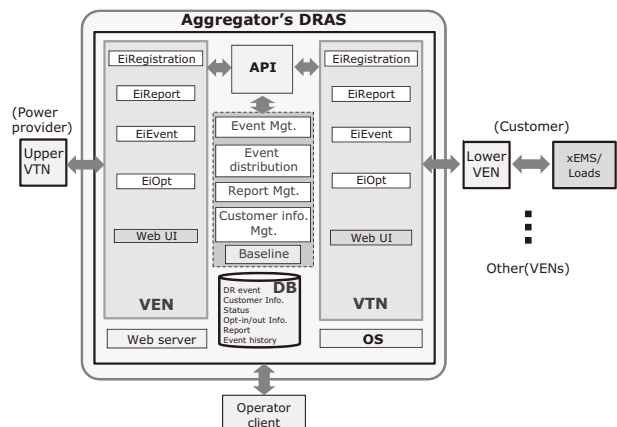 Aggregator's DRAS
EiRegistration
EiReport
EiEvent
EiOpt
Web UI
VEN
API
Event Mgt.
Event
distribution
Report Mgt.
Customer info.
Mgt.
Baseline
DB
DR event
Customer Info.
Status
Opt-in/out Info.
Report
Event history
EiRegistration
EiReport
EiEvent
EiOpt
Web UI
VTN
Web server
OS
(Power
provider)
Upper
VTN
(Customer)
Lower
VEN
xEMS/
Loads
Other(VENs)
Operator
client